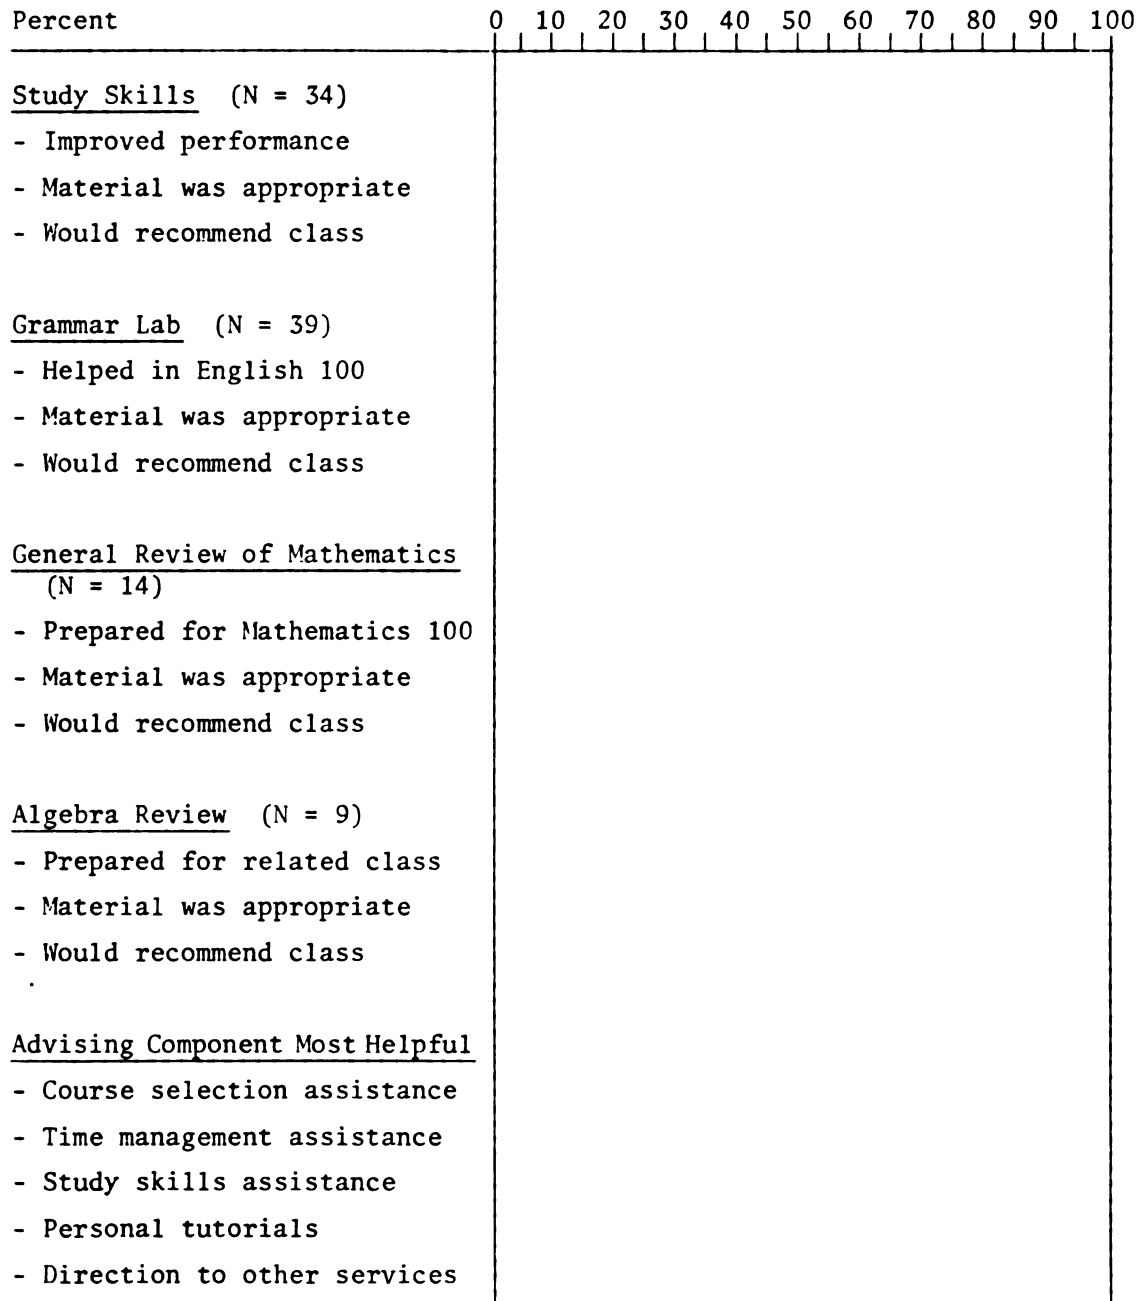 Percent 0 10 20 30 40 50 60 70 80 90 100
Study Skills (N = 34)
- Improved performance
- Material was appropriate
- Would recommend class
Grammar Lab (N = 39)
- Helped in English 100
- Material was appropriate
- Would recommend class
General Review of Mathematics
(N = 14)
- Prepared for Mathematics 100
- Material was appropriate
- Would recommend class
Algebra Review (N = 9)
- Prepared for related class
- Material was appropriate
- Would recommend class
Advising Component Most Helpful
- Course selection assistance
- Time management assistance
- Study skills assistance
- Personal tutorials
- Direction to other services